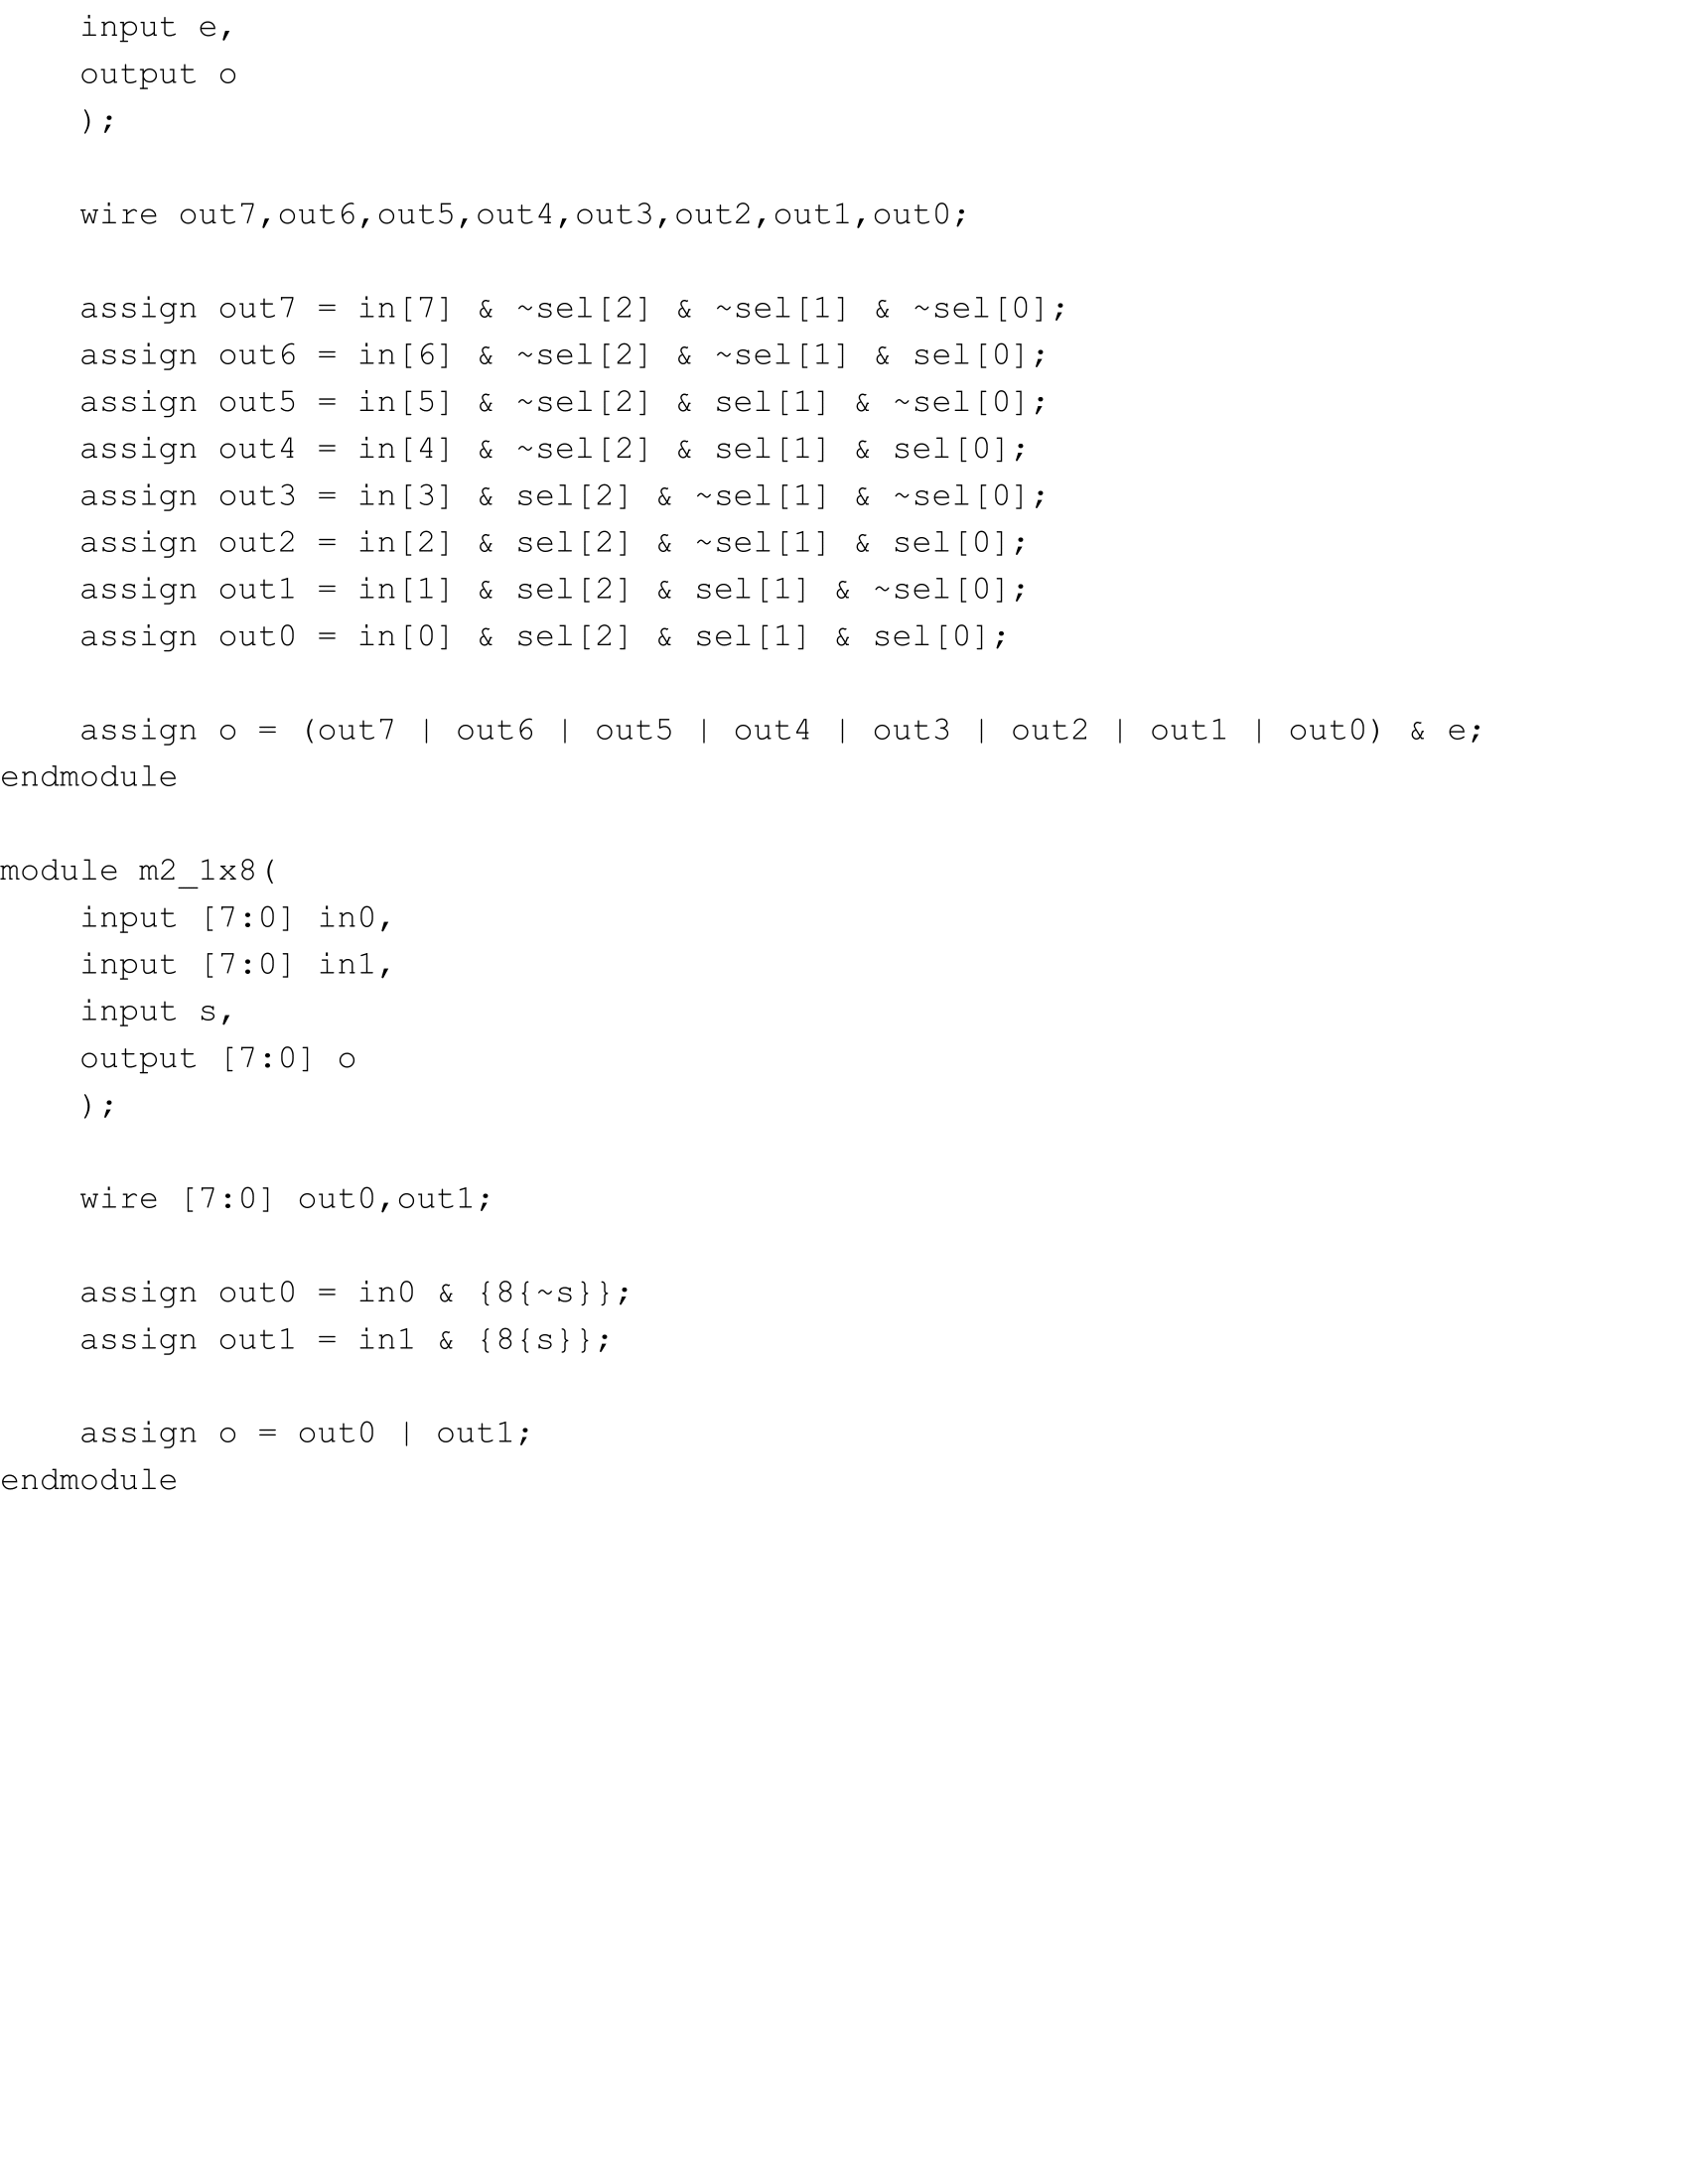 input e,
    output o
    );

    wire out7,out6,out5,out4,out3,out2,out1,out0;

    assign out7 = in[7] & ~sel[2] & ~sel[1] & ~sel[0];
    assign out6 = in[6] & ~sel[2] & ~sel[1] & sel[0];
    assign out5 = in[5] & ~sel[2] & sel[1] & ~sel[0];
    assign out4 = in[4] & ~sel[2] & sel[1] & sel[0];
    assign out3 = in[3] & sel[2] & ~sel[1] & ~sel[0];
    assign out2 = in[2] & sel[2] & ~sel[1] & sel[0];
    assign out1 = in[1] & sel[2] & sel[1] & ~sel[0];
    assign out0 = in[0] & sel[2] & sel[1] & sel[0];

    assign o = (out7 | out6 | out5 | out4 | out3 | out2 | out1 | out0) & e;
endmodule

module m2_1x8(
    input [7:0] in0,
    input [7:0] in1,
    input s,
    output [7:0] o
    );

    wire [7:0] out0,out1;

    assign out0 = in0 & {8{~s}};
    assign out1 = in1 & {8{s}};

    assign o = out0 | out1;
endmodule